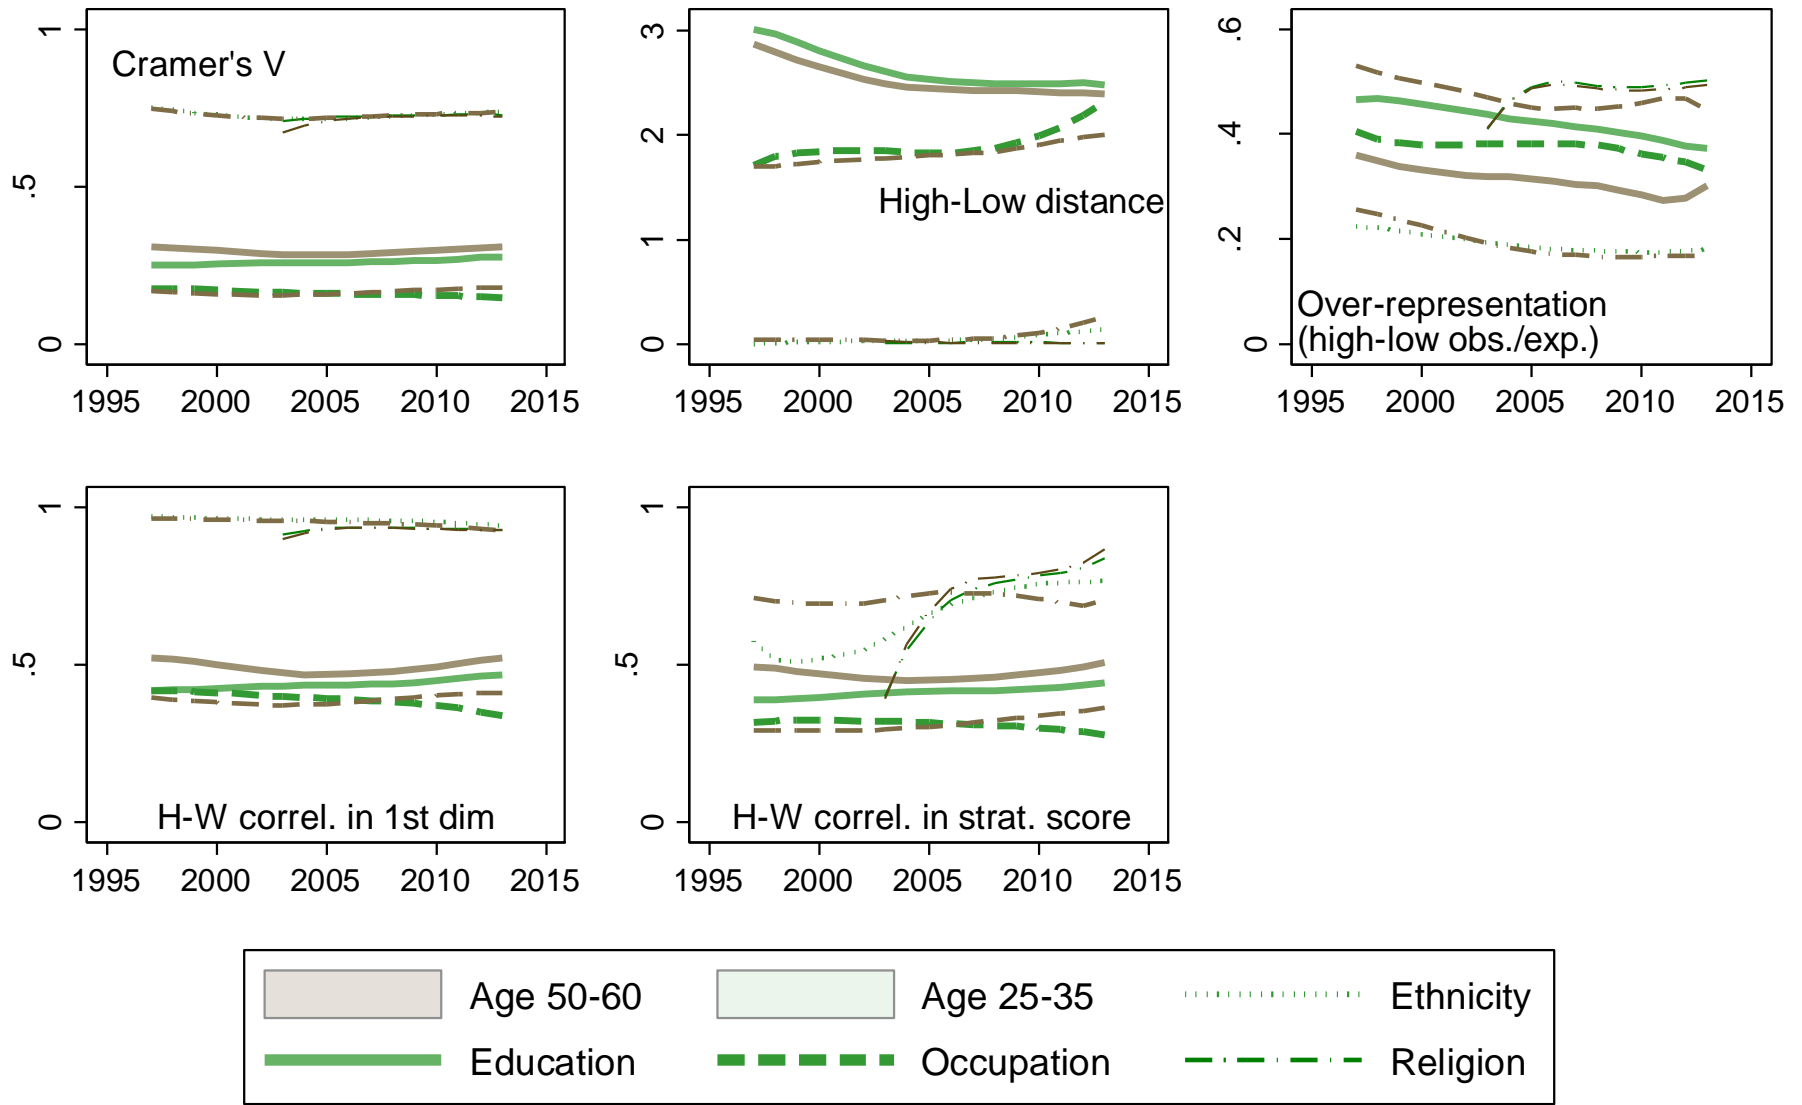 Cramer's V
0 .5 1
1995 2000 2005 2010 2015
High-Low distance
0 1 2 3
1995 2000 2005 2010 2015
Over-representation
(high-low obs./exp.)
0 .2 .4 .6
1995 2000 2005 2010 2015
H-W correl. in 1st dim
0 .5 1
1995 2000 2005 2010 2015
H-W correl. in strat. score
0 .5 1
1995 2000 2005 2010 2015
Age 50-60 Age 25-35 Ethnicity
Education Occupation Religion